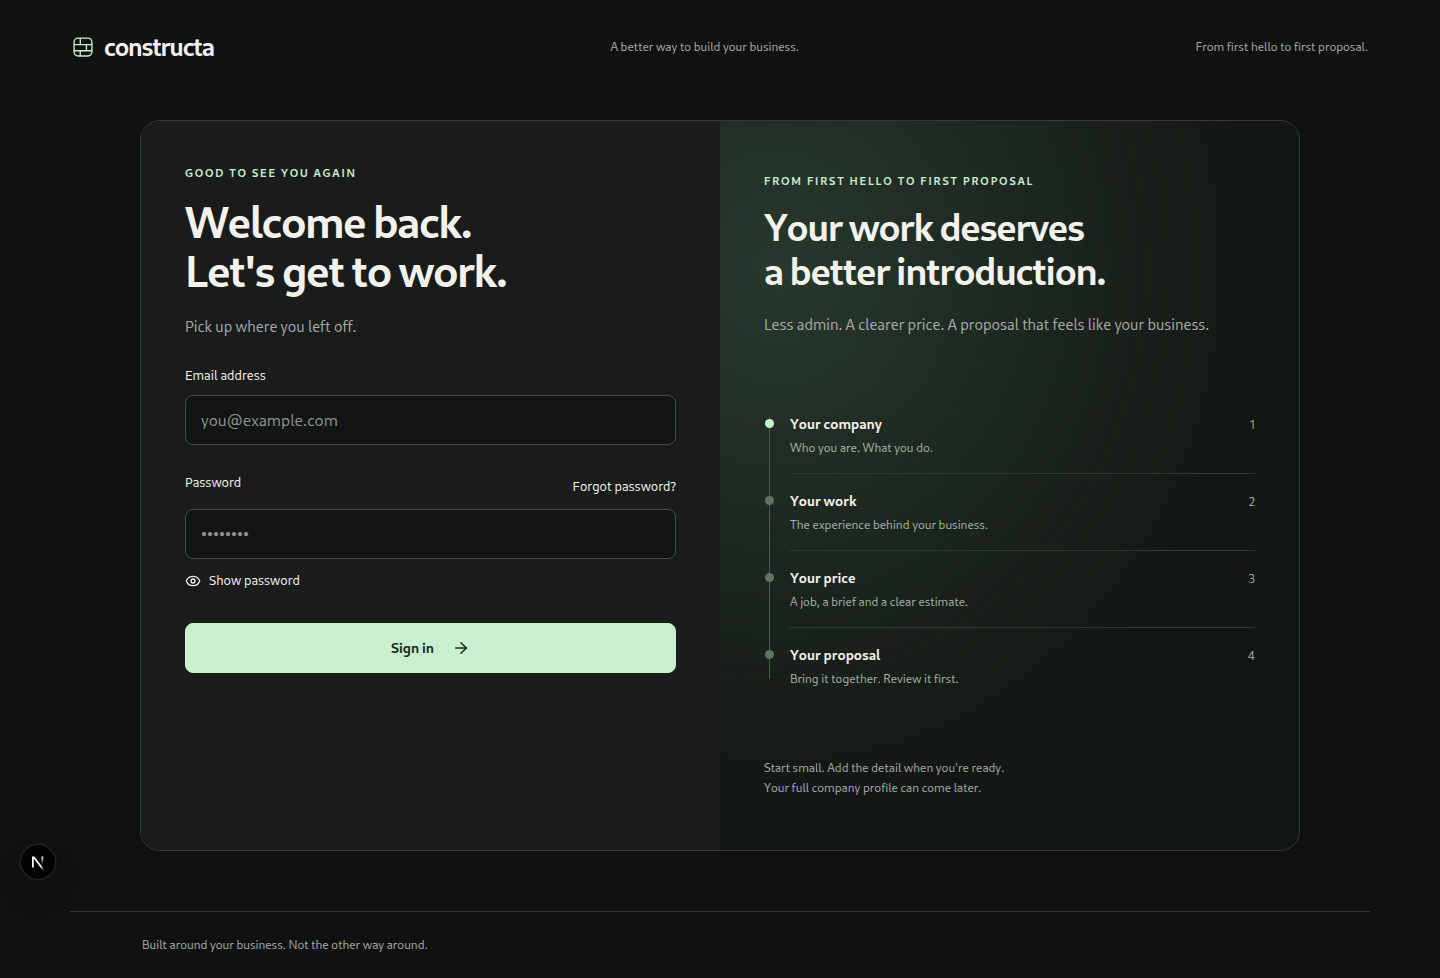 constructa
A better way to build your business.
From first hello to first proposal.
GOOD TO SEE YOU AGAIN
Welcome back.
Let's get to work.
Pick up where you left off.
Email address
you@example.com
Password
Forgot password?
••••••••
Show password
Sign in
FROM FIRST HELLO TO FIRST PROPOSAL
Your work deserves
a better introduction.
Less admin. A clearer price. A proposal that feels like your business.
Your company 1
Who you are. What you do.
Your work 2
The experience behind your business.
Your price 3
A job, a brief and a clear estimate.
Your proposal 4
Bring it together. Review it first.
Start small. Add the detail when you're ready.
Your full company profile can come later.
N
Built around your business. Not the other way around.